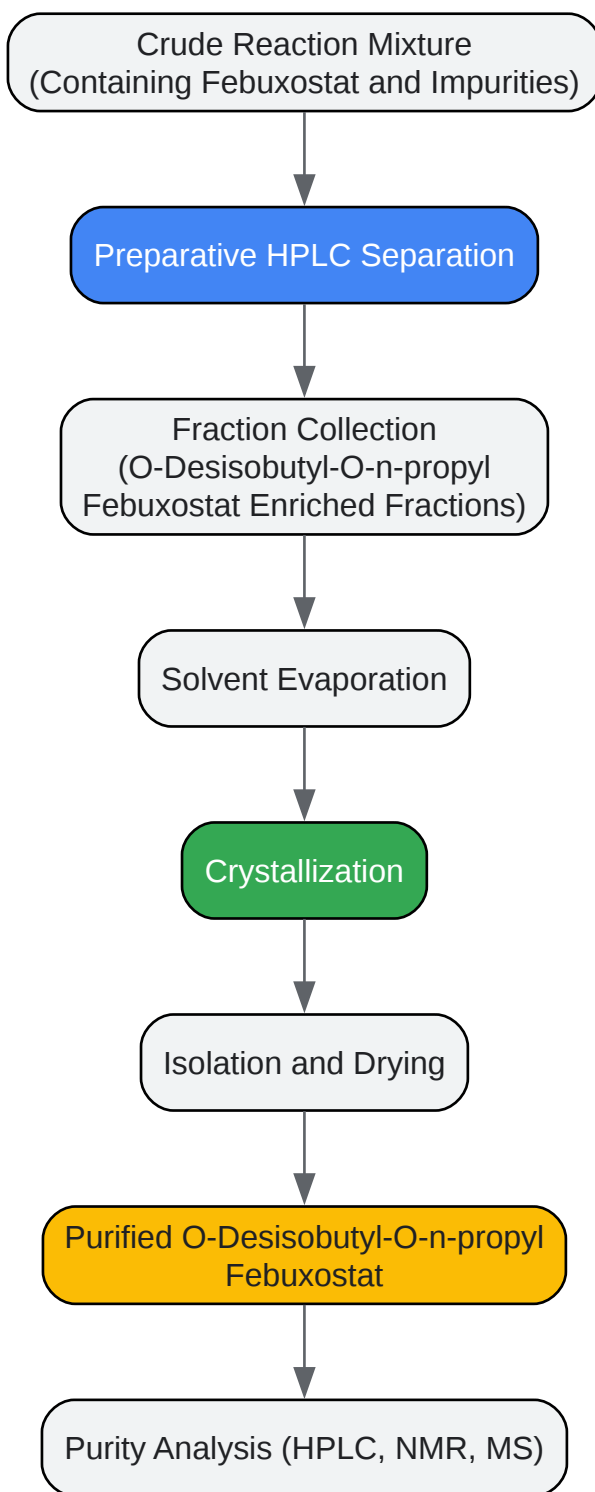 Crude Reaction Mixture
(Containing Febuxostat and Impurities)
Preparative HPLC Separation
Fraction Collection
(O-Desisobutyl-O-n-propyl
Febuxostat Enriched Fractions)
Solvent Evaporation
Crystallization
Isolation and Drying
Purified O-Desisobutyl-O-n-propyl
Febuxostat
Purity Analysis (HPLC, NMR, MS)